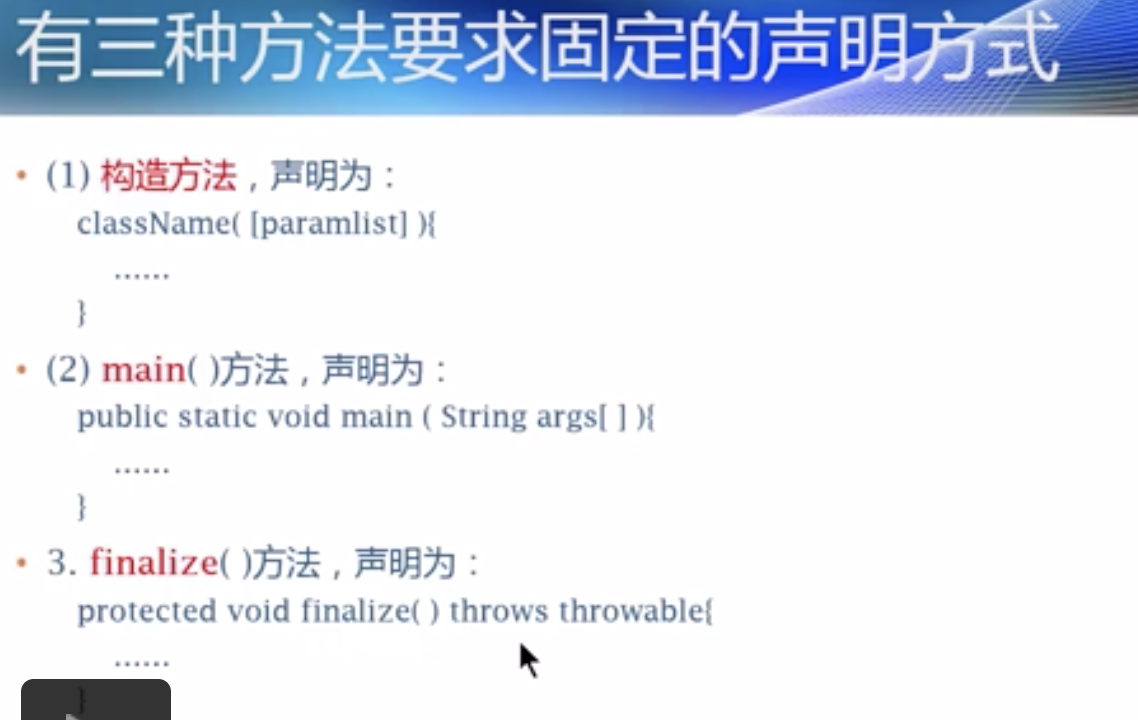 有三种方法要求固定的声明方式
• (1) 构造方法，声明为：
className( [paramlist] ){
……
}
• (2) main( )方法，声明为：
public static void main ( String args[ ] ){
……
}
• 3. finalize( )方法，声明为：
protected void finalize( ) throws throwable{
……
}